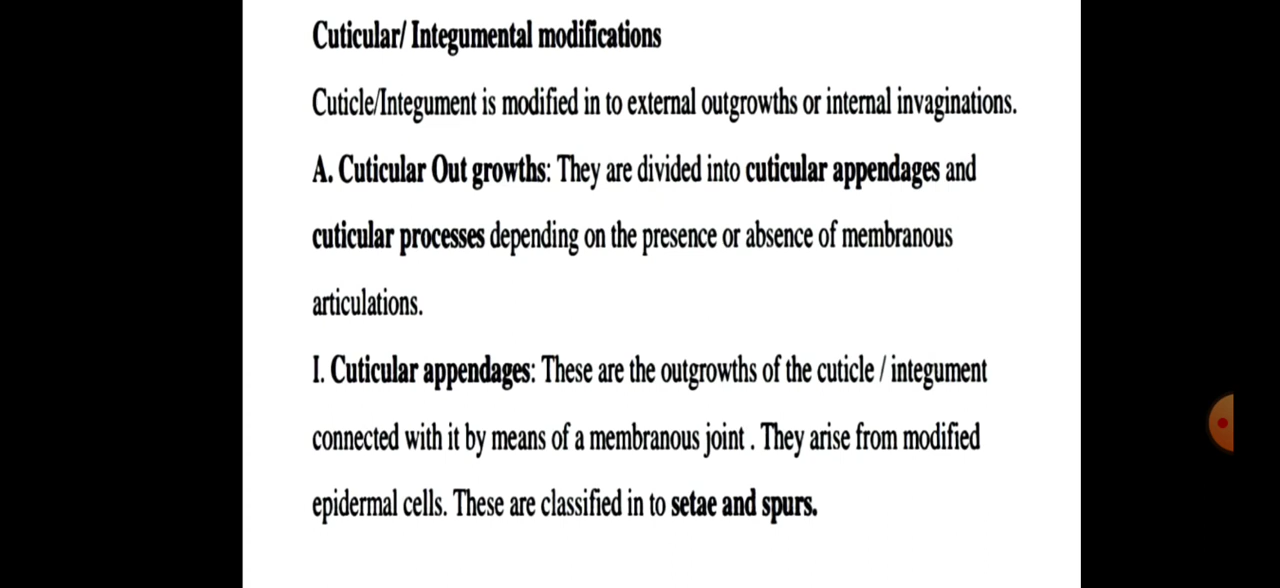 Cuticular/ Integumental modifications
Cuticle/Integument is modified in to external outgrowths or internal invaginations.
A. Cuticular Out growths: They are divided into cuticular appendages and
cuticular processes depending on the presence or absence of membranous
articulations.
I. Cuticular appendages: These are the outgrowths of the cuticle / integument
connected with it by means of a membranous joint . They arise from modified
epidermal cells. These are classified in to setae and spurs.